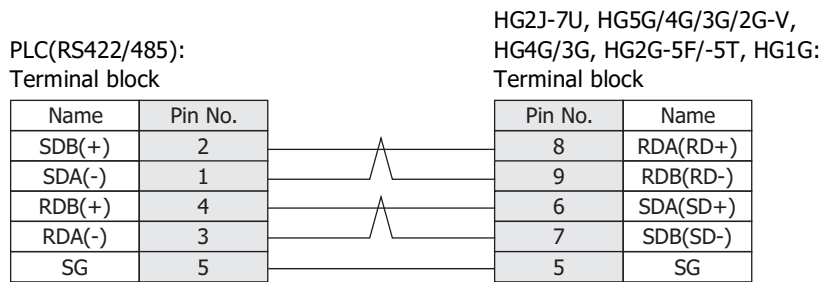 HG2J-7U, HG5G/4G/3G/2G-V,
PLC(RS422/485): HG4G/3G, HG2G-5F/-5T, HG1G:
Terminal block Terminal block
Name Pin No. Pin No. Name
SDB(+) 2 8 RDA(RD+)
SDA(-) 1 9 RDB(RD-)
RDB(+) 4 6 SDA(SD+)
RDA(-) 3 7 SDB(SD-)
SG 5 5 SG